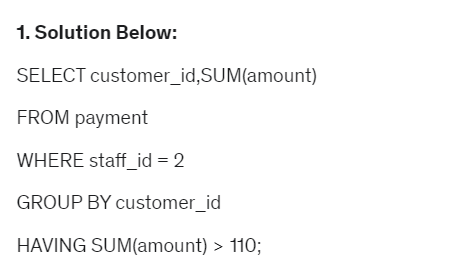 1. Solution Below:
SELECT customer_id,SUM(amount)
FROM payment
WHERE staff_id = 2
GROUP BY customer_id
HAVING SUM(amount) > 110;